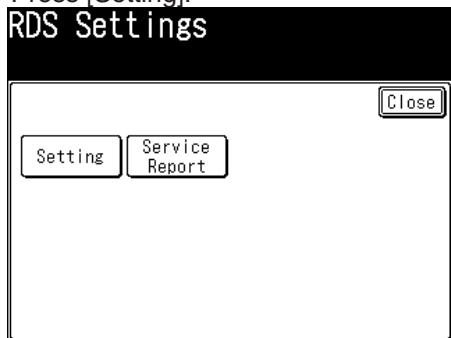 Press [Setting].
RDS Settings
Close
Setting
Service
Report